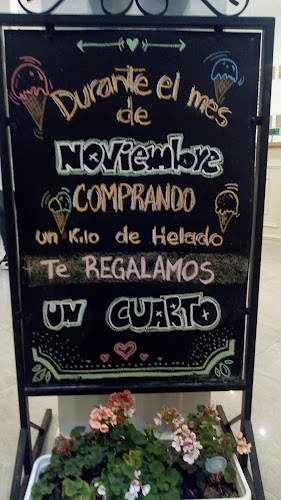 Durante el mes
de
NOVIEMbre
COMPRANDO
un Kilo de Helado
Te REGALAMOS
UN CUARTO